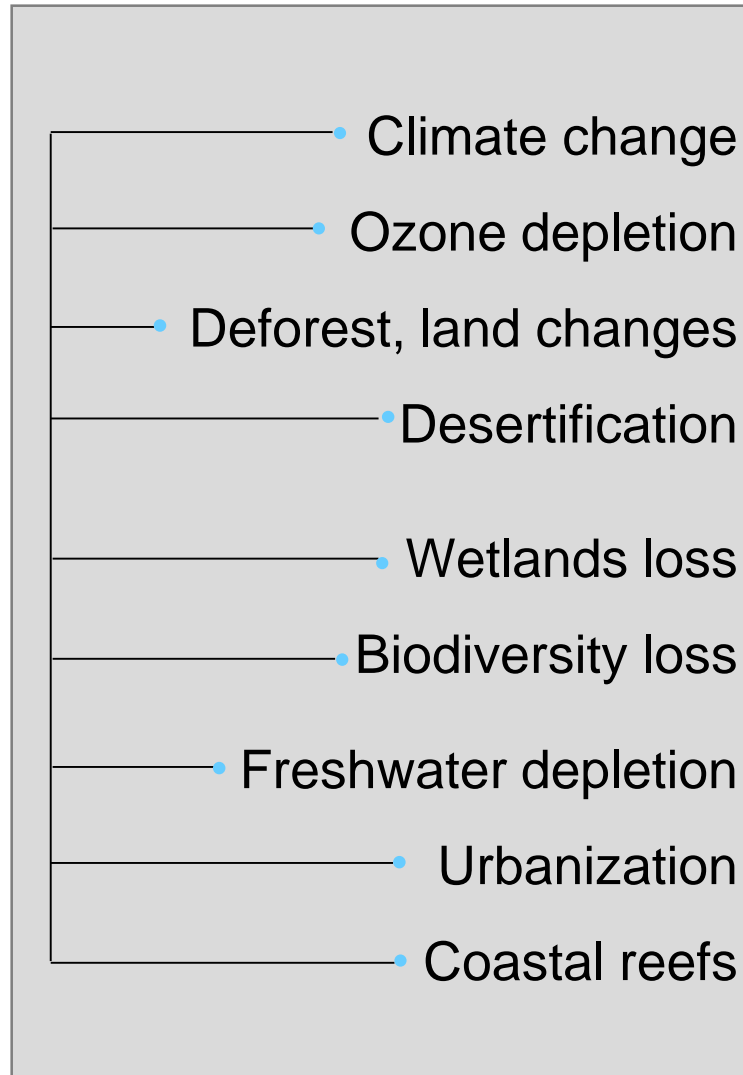 Climate change
Ozone depletion
Deforest, land changes
Desertification
Wetlands loss
Biodiversity loss
Freshwater depletion
Urbanization
Coastal reefs